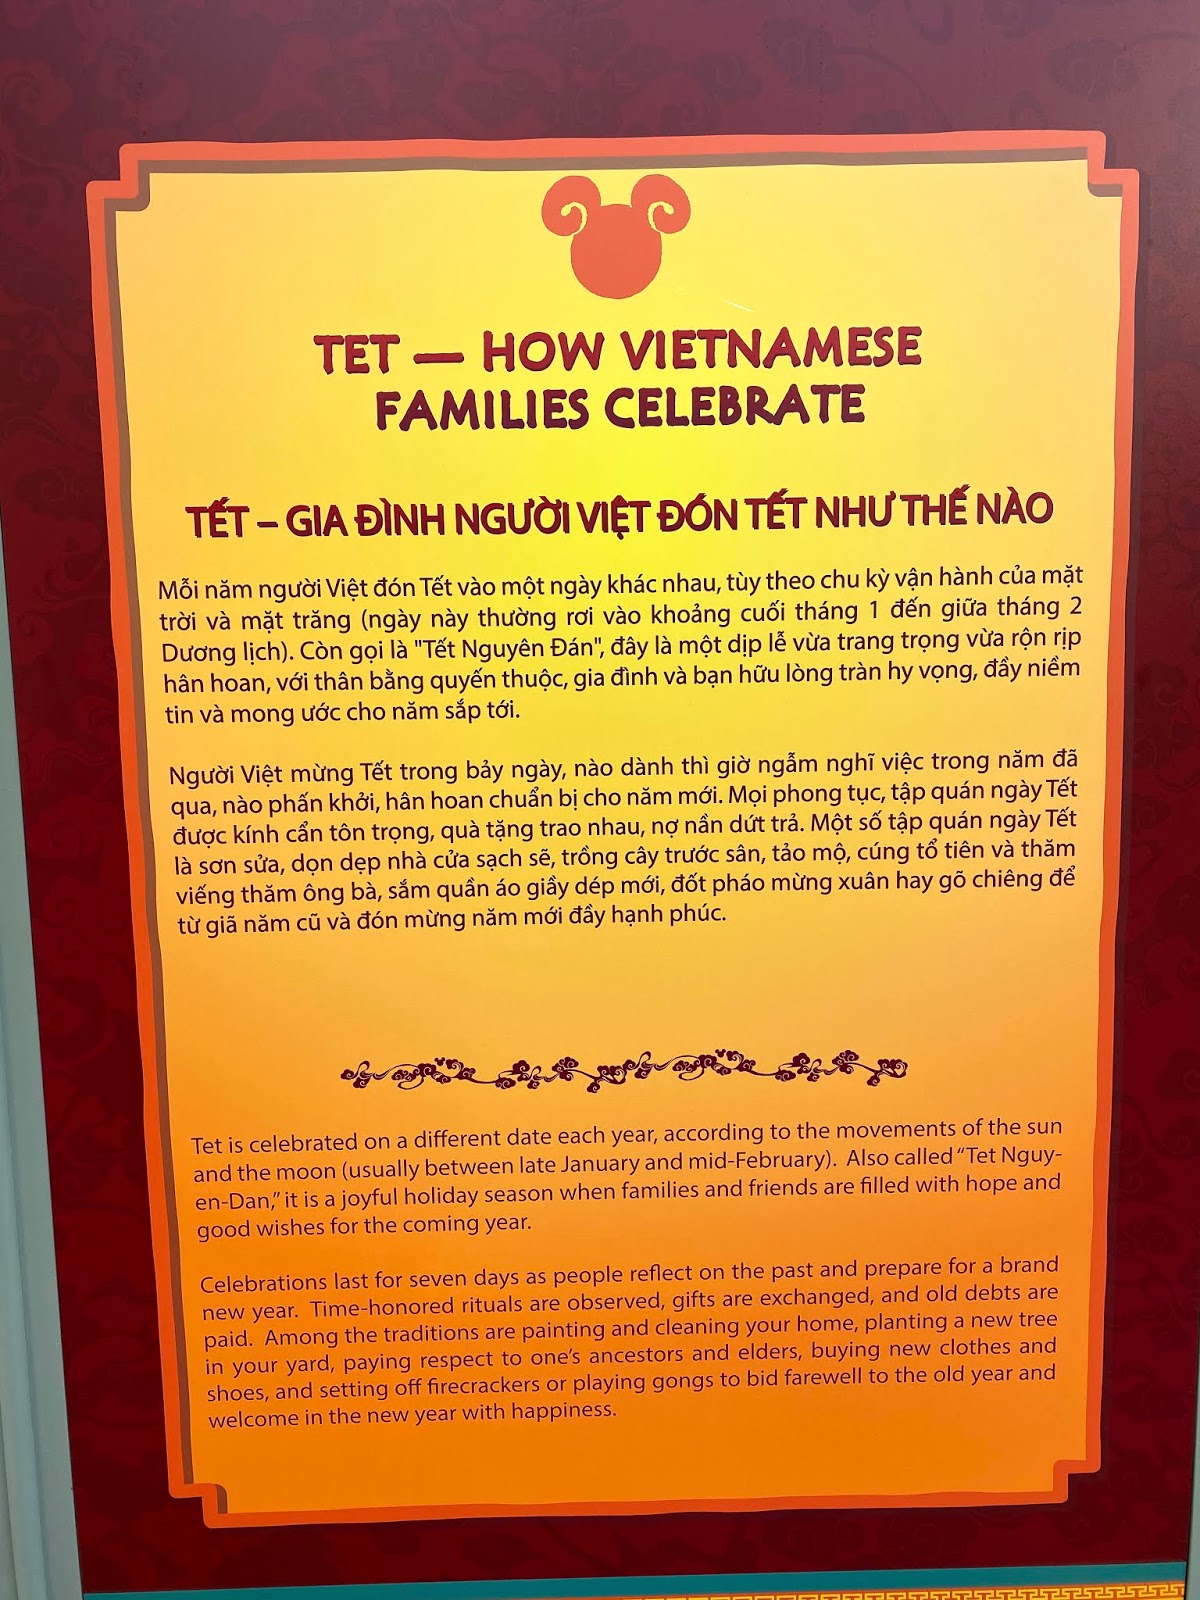 TET — HOW VIETNAMESE
FAMILIES CELEBRATE
TẾT – GIA ĐÌNH NGƯỜI VIỆT ĐÓN TẾT NHƯ THẾ NÀO
Mỗi năm người Việt đón Tết vào một ngày khác nhau, tùy theo chu kỳ vận hành của mặt
trời và mặt trăng (ngày này thường rơi vào khoảng cuối tháng 1 đến giữa tháng 2
Dương lịch). Còn gọi là "Tết Nguyên Đán", đây là một dịp lễ vừa trang trọng vừa rộn rịp
hân hoan, với thân bằng quyến thuộc, gia đình và bạn hữu lòng tràn hy vọng, đầy niềm
tin và mong ước cho năm sắp tới.
Người Việt mừng Tết trong bảy ngày, nào dành thì giờ ngẫm nghĩ việc trong năm đã
qua, nào phấn khởi, hân hoan chuẩn bị cho năm mới. Mọi phong tục, tập quán ngày Tết
được kính cẩn tôn trọng, quà tặng trao nhau, nợ nần dứt trả. Một số tập quán ngày Tết
là sơn sửa, dọn dẹp nhà cửa sạch sẽ, trồng cây trước sân, tảo mộ, cúng tổ tiên và thăm
viếng thăm ông bà, sắm quần áo giầy dép mới, đốt pháo mừng xuân hay gõ chiêng để
từ giã năm cũ và đón mừng năm mới đầy hạnh phúc.
Tet is celebrated on a different date each year, according to the movements of the sun
and the moon (usually between late January and mid-February).  Also called “Tet Nguy-
en-Dan,” it is a joyful holiday season when families and friends are filled with hope and
good wishes for the coming year.
Celebrations last for seven days as people reflect on the past and prepare for a brand
new year.  Time-honored rituals are observed, gifts are exchanged, and old debts are
paid.  Among the traditions are painting and cleaning your home, planting a new tree
in your yard, paying respect to one’s ancestors and elders, buying new clothes and
shoes, and setting off firecrackers or playing gongs to bid farewell to the old year and
welcome in the new year with happiness.